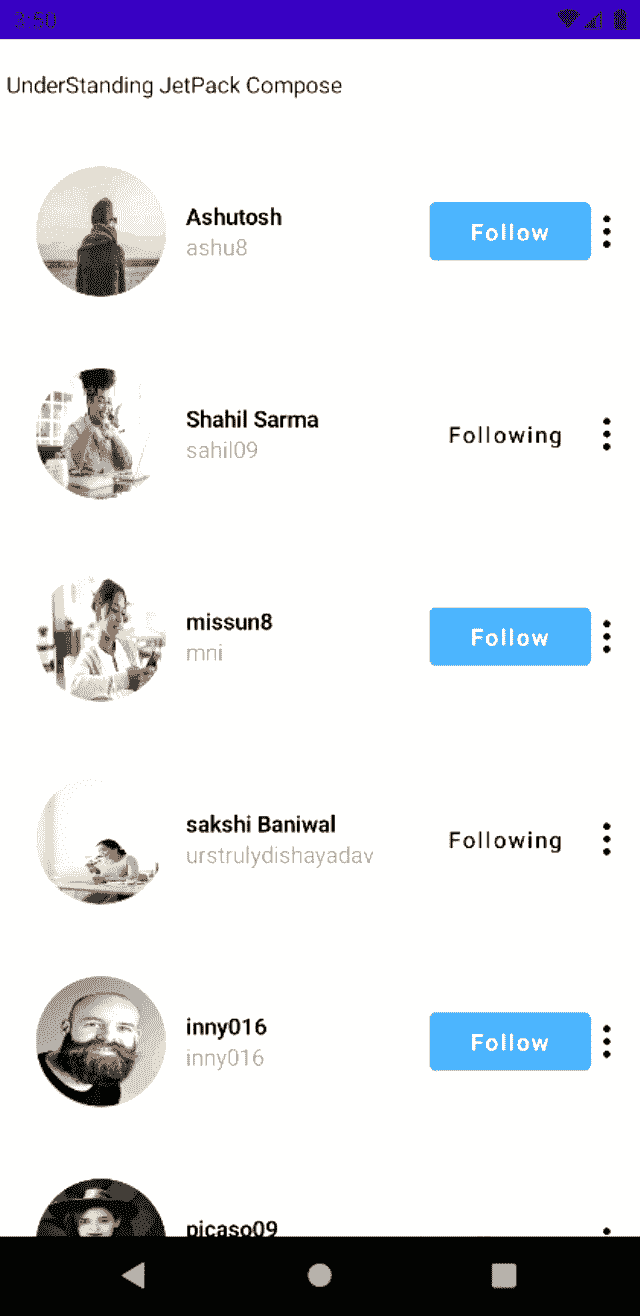 3:50
UnderStanding JetPack Compose
Ashutosh
ashu8
Follow
Shahil Sarma
sahil09
Following
missun8
mni
Follow
sakshi Baniwal
urstrulydishayadav
Following
inny016
inny016
Follow
picaso09